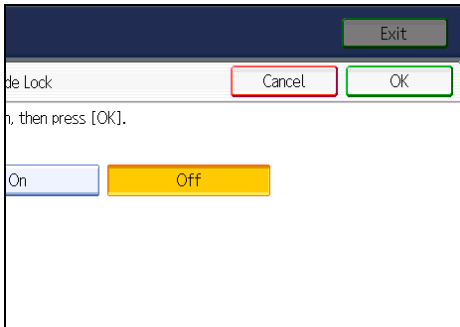 Exit
de Lock Cancel OK
n, then press [OK].
On Off